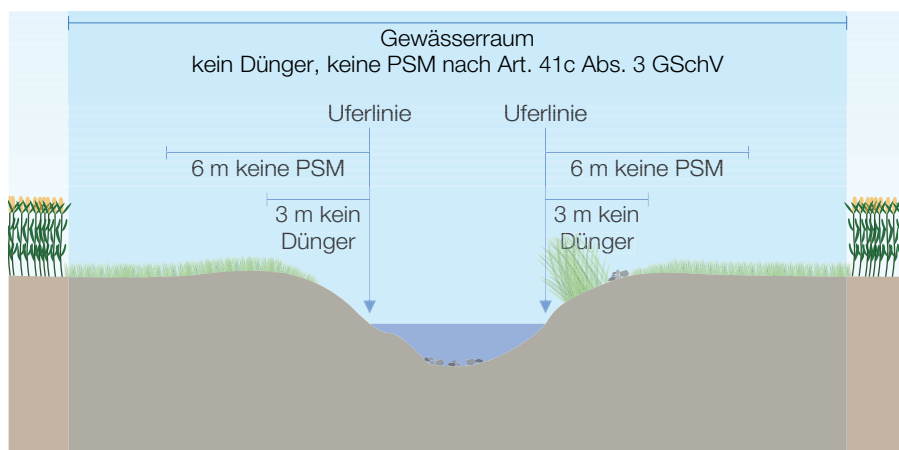 Gewässerraum
kein Dünger, keine PSM nach Art. 41c Abs. 3 GSchV
Uferlinie
Uferlinie
6 m keine PSM
6 m keine PSM
3 m kein
Dünger
3 m kein
Dünger